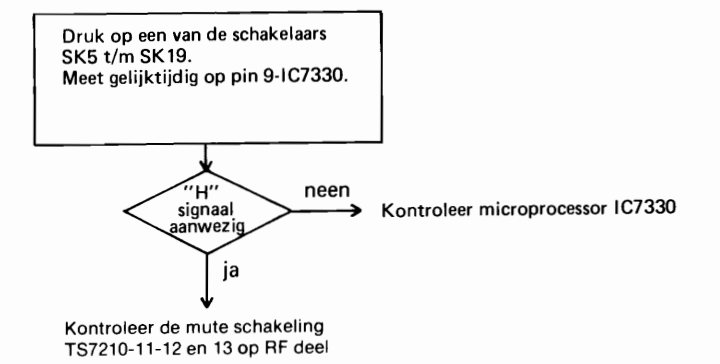 Druk op een van de schakelaars
SK5 t/m SK19.
Meet gelijktijdig op pin 9-IC7330.
"H"
signaal
aanwezig
neen
Kontroleer microprocessor IC7330
ja
Kontroleer de mute schakeling
TS7210-11-12 en 13 op RF deel